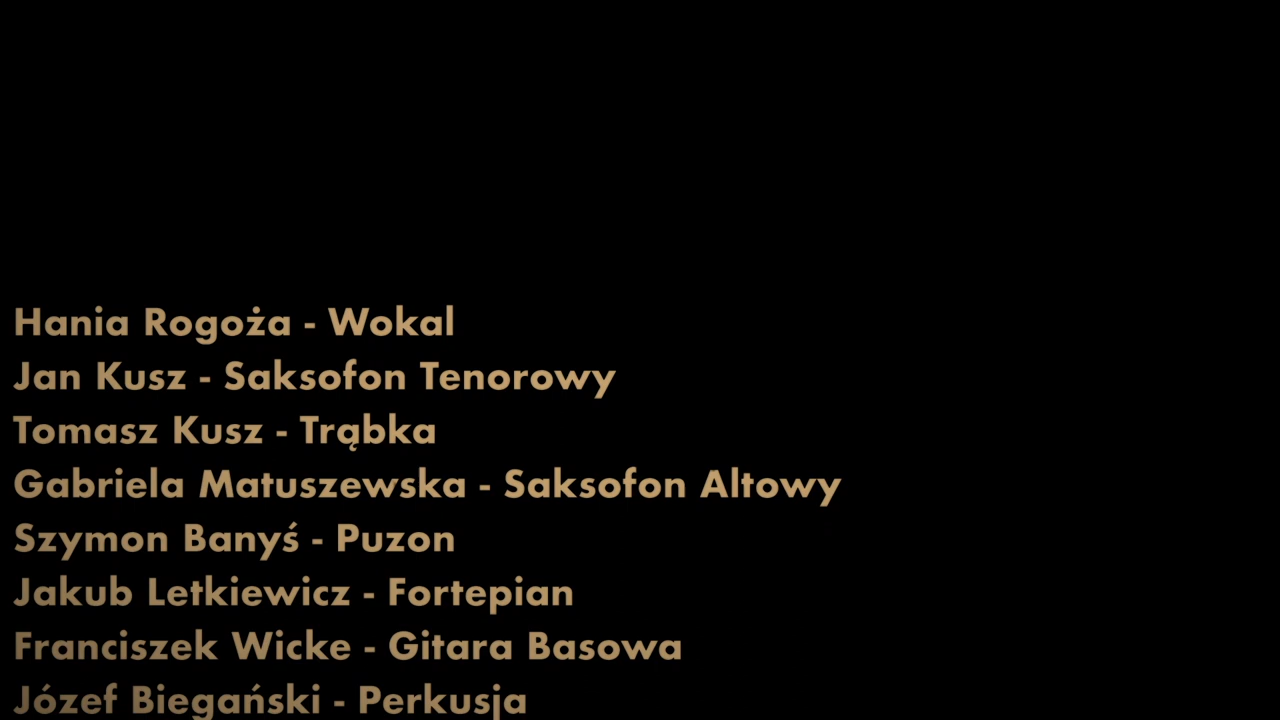 Hania Rogoża - Wokal
Jan Kusz - Saksofon Tenorowy
Tomasz Kusz - Trąbka
Gabriela Matuszewska - Saksofon Altowy
Szymon Banyś - Puzon
Jakub Letkiewicz - Fortepian
Franciszek Wicke - Gitara Basowa
Józef Biegański - Perkusja